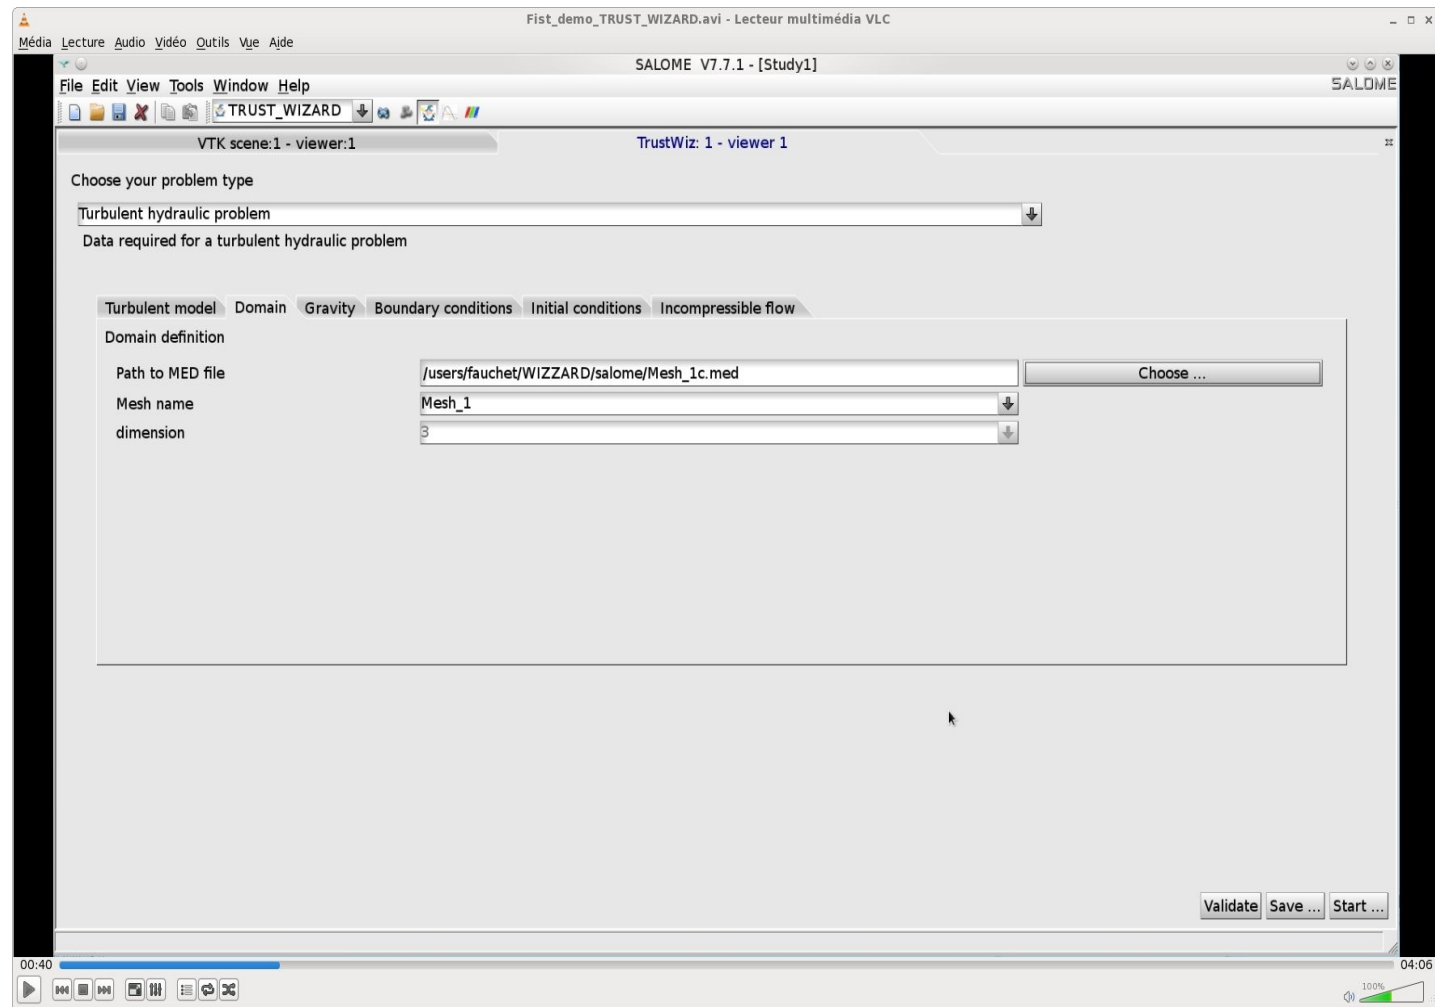 Fist_demo_TRUST_WIZARD.avi - Lecteur multimédia VLC
Média Lecture Audio Vidéo Outils Vue Aide
SALOME V7.7.1 - [Study1]
File Edit View Tools Window Help
SALOME
TRUST_WIZARD
VTK scene:1 - viewer:1
TrustWiz: 1 - viewer 1
Choose your problem type
Turbulent hydraulic problem
Data required for a turbulent hydraulic problem
Turbulent model Domain Gravity Boundary conditions Initial conditions Incompressible flow
Domain definition
Path to MED file /users/fauchet/WIZZARD/salome/Mesh_1c.med Choose ...
Mesh name Mesh_1
dimension 3
Validate Save ... Start ...
00:40 04:06
100%